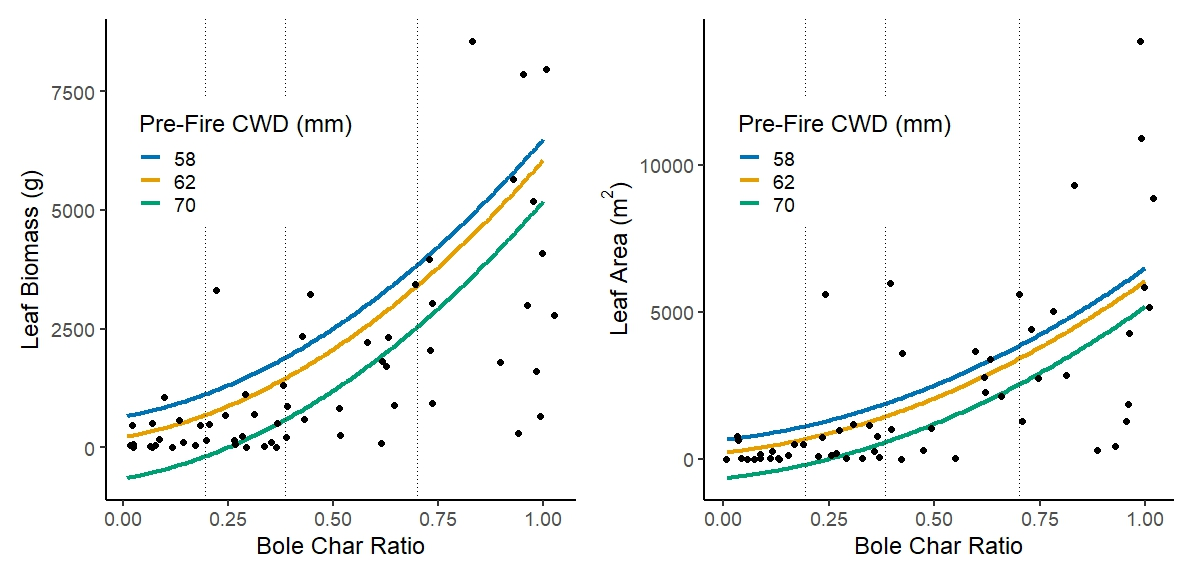 Leaf Biomass (g)
7500
5000
2500
0
Pre-Fire CWD (mm)
58
62
70
0.00 0.25 0.50 0.75 1.00
Bole Char Ratio
Leaf Area (m²)
10000
5000
0
Pre-Fire CWD (mm)
58
62
70
0.00 0.25 0.50 0.75 1.00
Bole Char Ratio